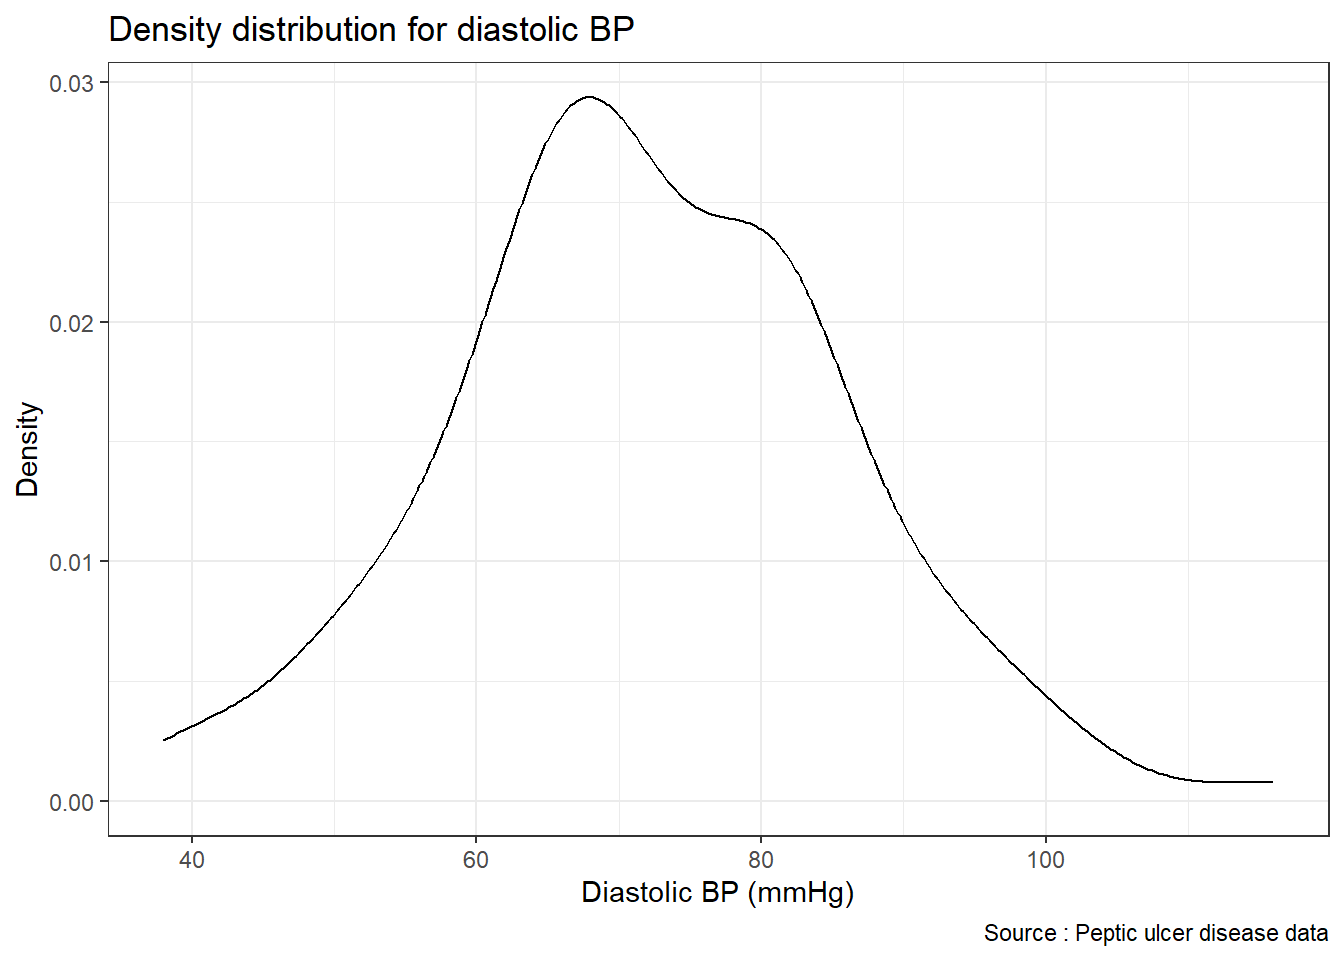 Density distribution for diastolic BP
0.03
0.02
0.01
0.00
Density
40 60 80 100
Diastolic BP (mmHg)
Source : Peptic ulcer disease data